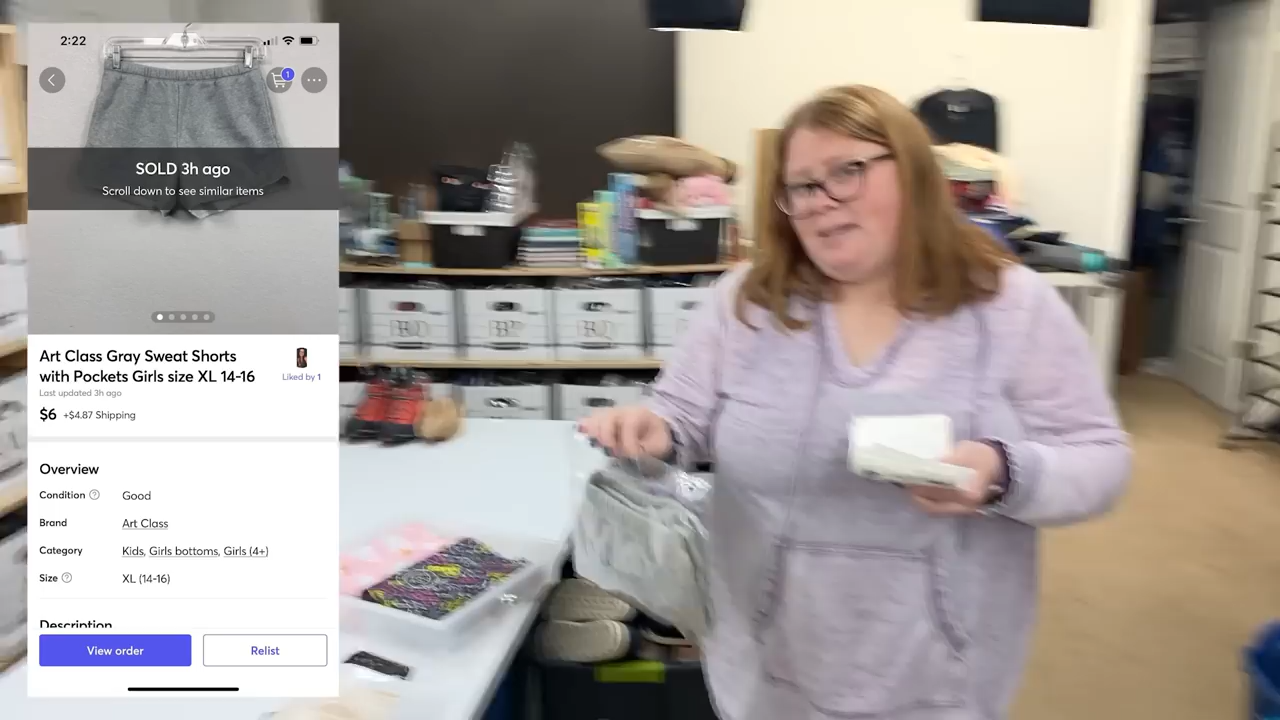 2:22
1
SOLD 3h ago
Scroll down to see similar items
Art Class Gray Sweat Shorts
with Pockets Girls size XL 14-16
Liked by 1
Last updated 3h ago
$6 +$4.87 Shipping
Overview
Condition Good
Brand Art Class
Category Kids, Girls bottoms, Girls (4+)
Size XL (14-16)
Description
View order Relist